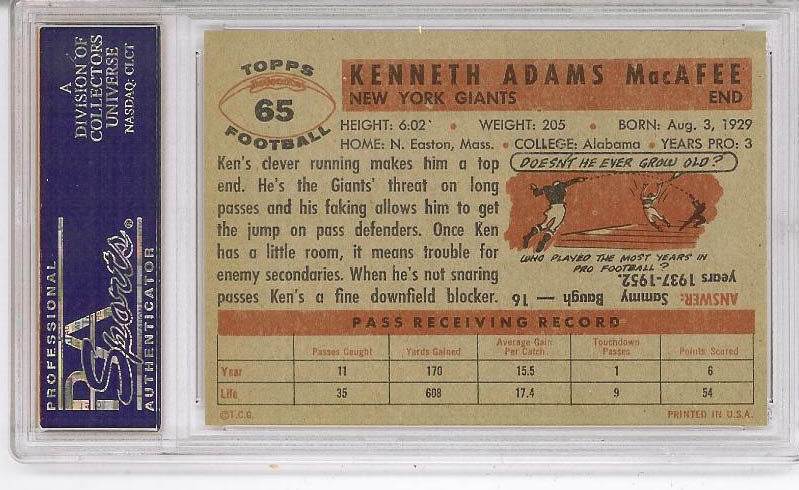 A
DIVISION OF
COLLECTORS
UNIVERSE
NASDAQ: CLCT
PROFESSIONAL
PSA
Sports®
AUTHENTICATOR
TOPPS
65
FOOTBALL
KENNETH ADAMS MacAFEE
NEW YORK GIANTS END
HEIGHT: 6:02 • WEIGHT: 205 • BORN: Aug. 3, 1929
HOME: N. Easton, Mass. • COLLEGE: Alabama • YEARS PRO: 3
Ken's clever running makes him a top
end. He's the Giants' threat on long
passes and his faking allows him to get
the jump on pass defenders. Once Ken
has a little room, it means trouble for
enemy secondaries. When he's not snaring
passes Ken's a fine downfield blocker.
DOESN'T HE EVER GROW OLD?
WHO PLAYED THE MOST YEARS IN
PRO FOOTBALL?
ANSWER: Sammy Baugh — 16
years 1937-1952.
PASS RECEIVING RECORD
Passes Caught Yards Gained Average Gain Per Catch Touchdown Passes Points Scored
Year 11 170 15.5 1 6
Life 35 608 17.4 9 54
©T.C.G. PRINTED IN U.S.A.